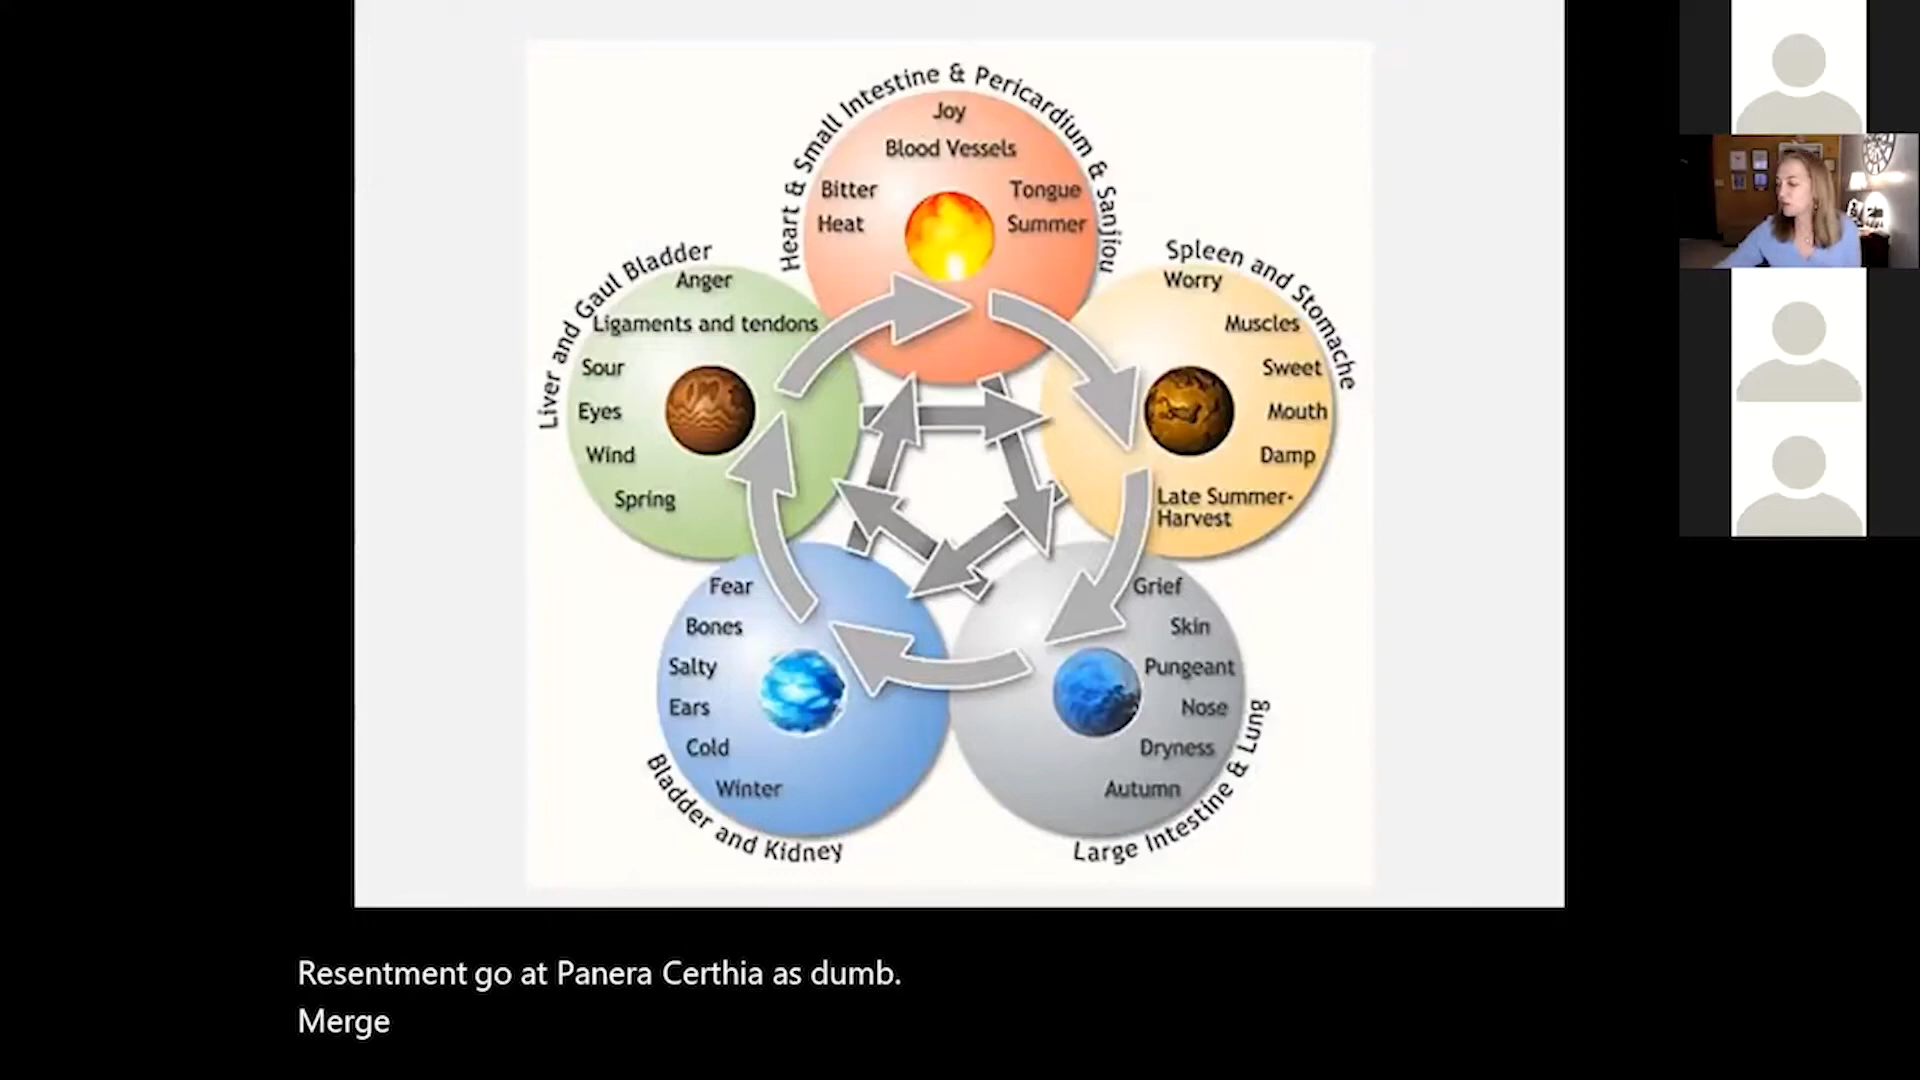 Heart & Small Intestine & Pericardium & Sanjiou
Joy
Blood Vessels
Bitter
Tongue
Heat
Summer
Liver and Gaul Bladder
Anger
Ligaments and tendons
Sour
Eyes
Wind
Spring
Spleen and Stomache
Worry
Muscles
Sweet
Mouth
Damp
Late Summer-
Harvest
Fear
Bones
Salty
Ears
Cold
Winter
Bladder and Kidney
Grief
Skin
Pungeant
Nose
Dryness
Autumn
Large Intestine & Lung
Resentment go at Panera Certhia as dumb.
Merge